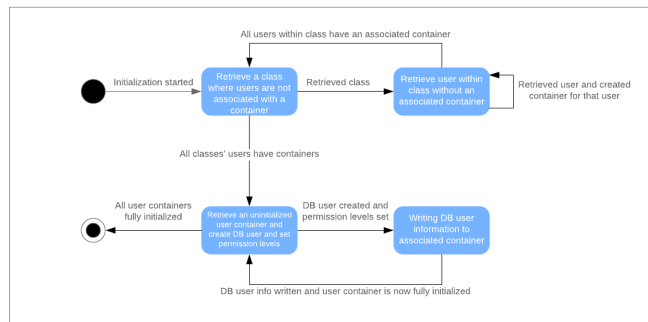 All users within class have an associated container
Initialization started
Retrieve a class
where users are not
associated with a
container
Retrieved class
Retrieve user within
class without an
associated container
Retrieved user and created
container for that user
All classes' users have containers
All user containers
fully initialized
Retrieve an uninitialized
user container and
create DB user and set
permission levels
DB user created and
permission levels set
Writing DB user
information to
associated container
DB user info written and user container is now fully initialized